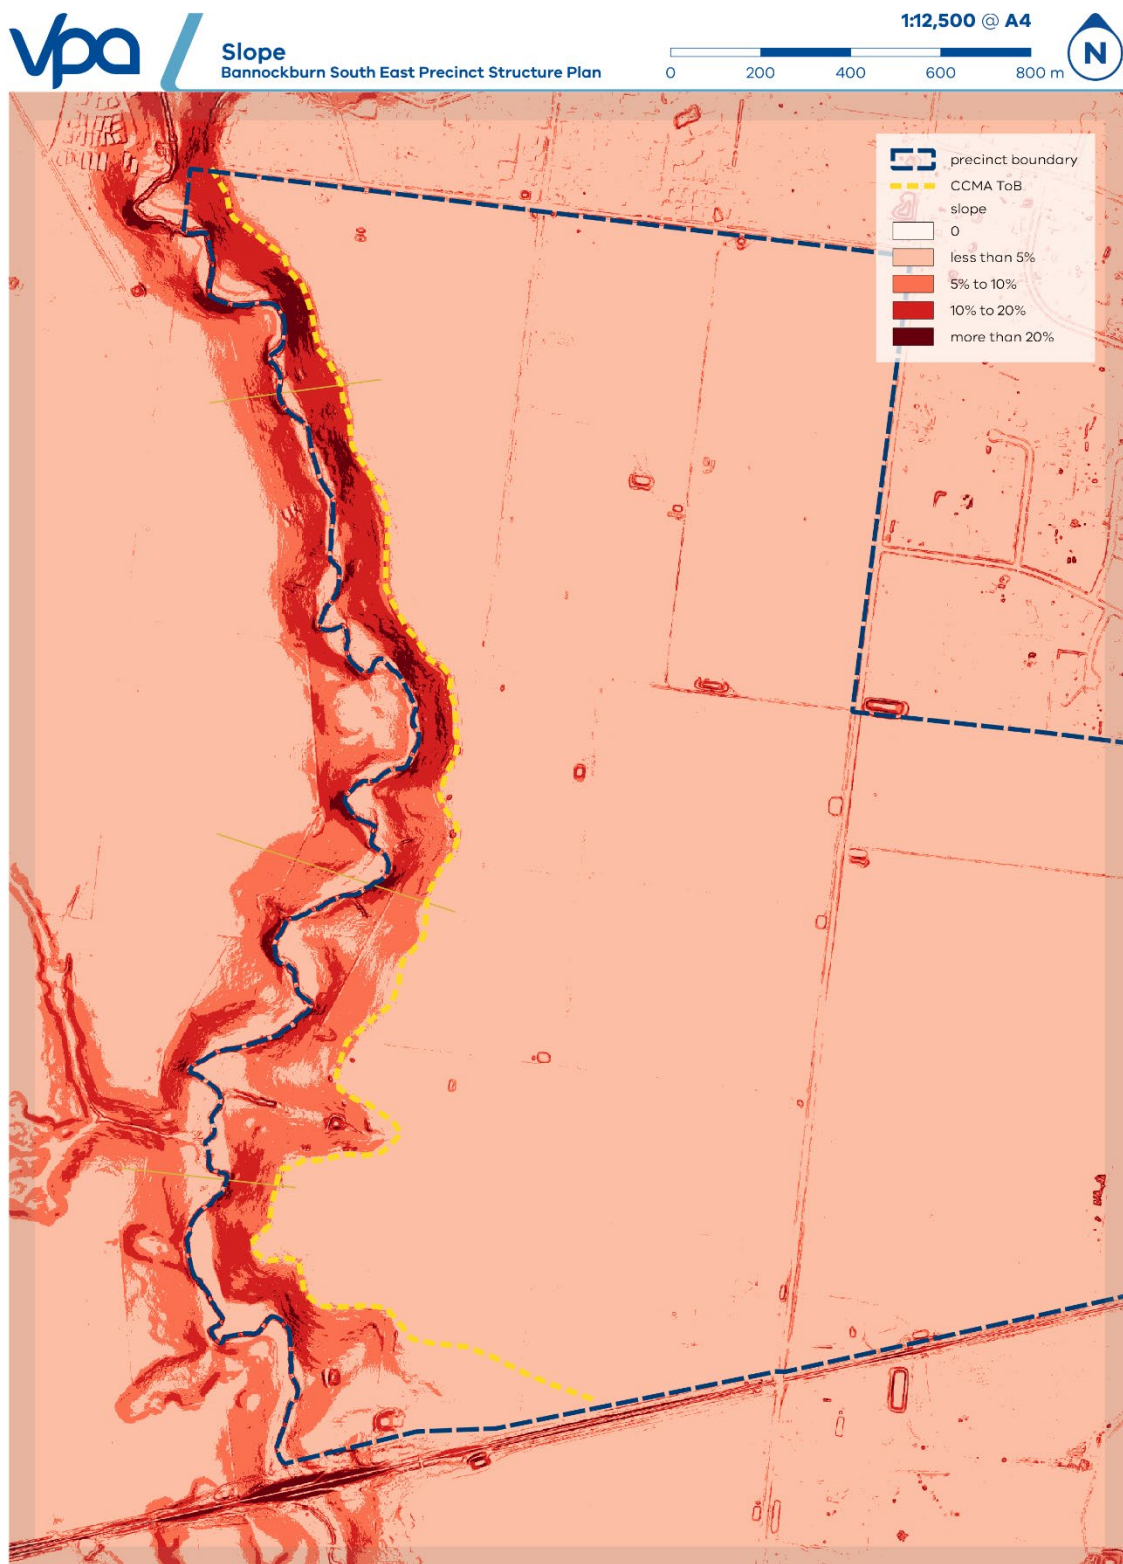 vpa
Slope
Bannockburn South East Precinct Structure Plan
1:12,500 @ A4
0 200 400 600 800 m
N
precinct boundary
CCMA ToB
slope
0
less than 5%
5% to 10%
10% to 20%
more than 20%